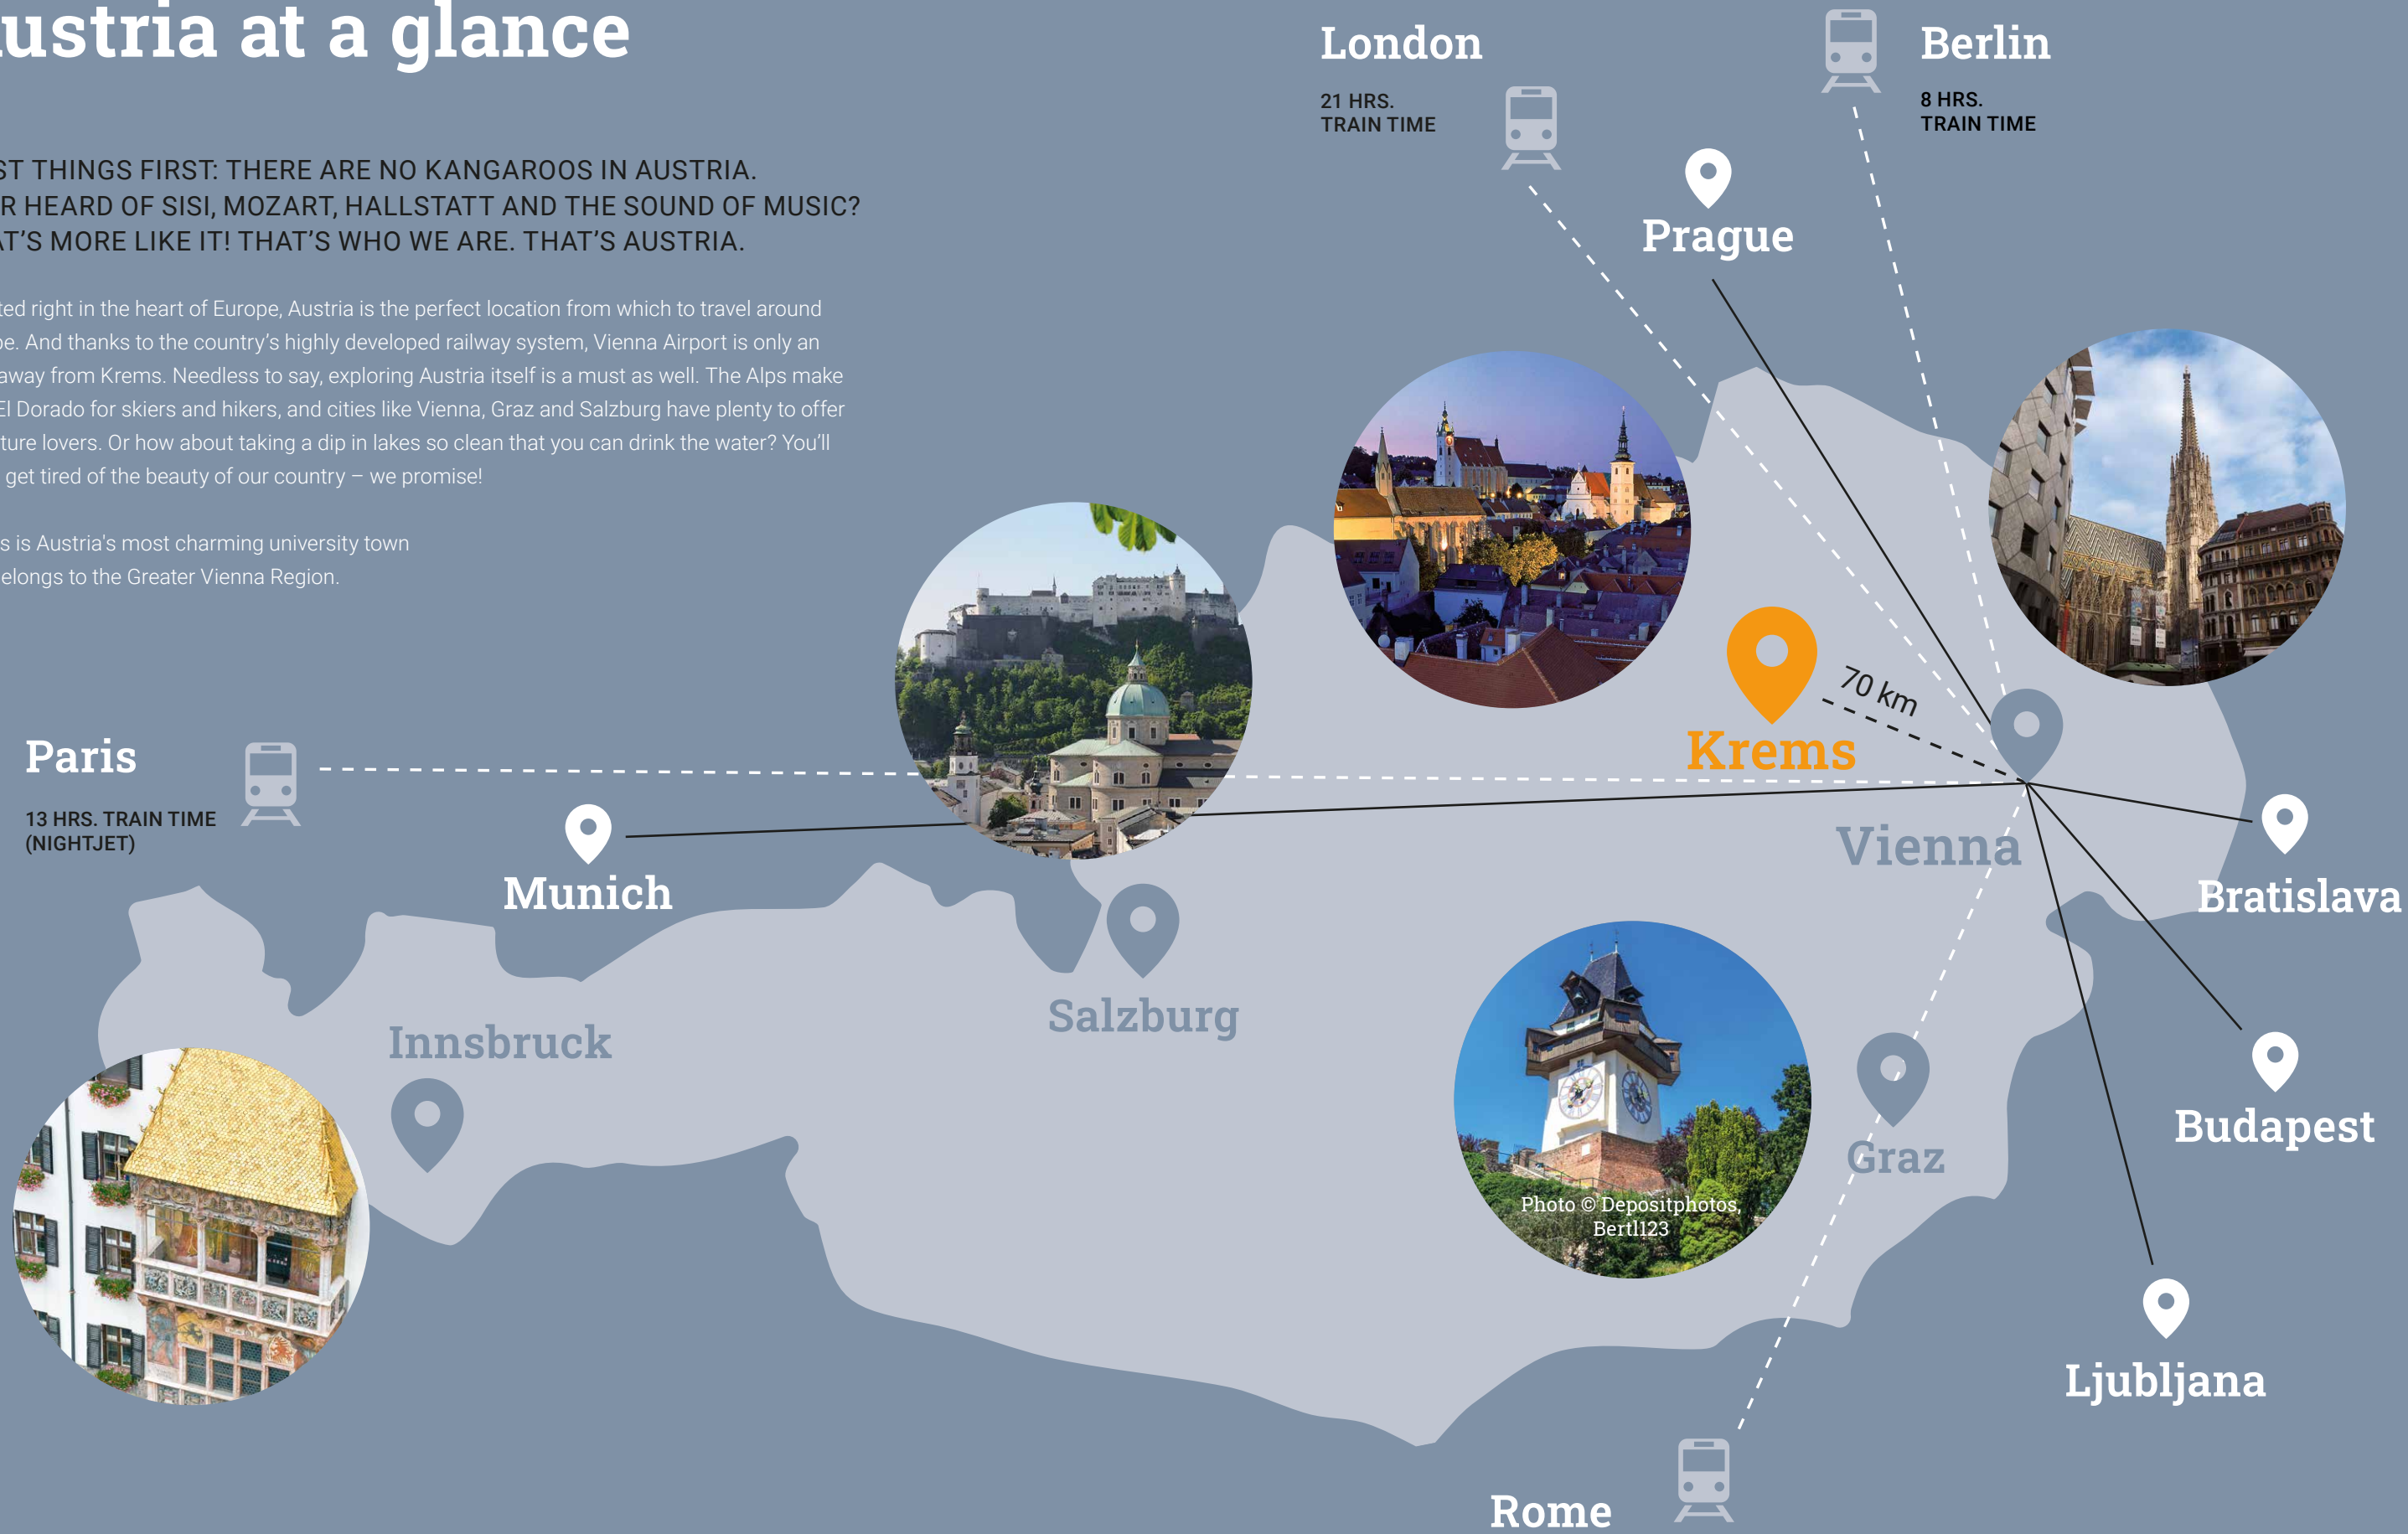 ustria at a glance
ST THINGS FIRST: THERE ARE NO KANGAROOS IN AUSTRIA.
R HEARD OF SISI, MOZART, HALLSTATT AND THE SOUND OF MUSIC?
AT'S MORE LIKE IT! THAT'S WHO WE ARE. THAT'S AUSTRIA.
ted right in the heart of Europe, Austria is the perfect location from which to travel around
pe. And thanks to the country's highly developed railway system, Vienna Airport is only an
away from Krems. Needless to say, exploring Austria itself is a must as well. The Alps make
El Dorado for skiers and hikers, and cities like Vienna, Graz and Salzburg have plenty to offer
ture lovers. Or how about taking a dip in lakes so clean that you can drink the water? You'll
get tired of the beauty of our country – we promise!
s is Austria's most charming university town
elongs to the Greater Vienna Region.
London
21 HRS.
TRAIN TIME
Berlin
8 HRS.
TRAIN TIME
Prague
70 km
Krems
Paris
13 HRS. TRAIN TIME
(NIGHTJET)
Munich
Vienna
Bratislava
Salzburg
Innsbruck
Budapest
Graz
Photo © Depositphotos,
Bertl123
Ljubljana
Rome